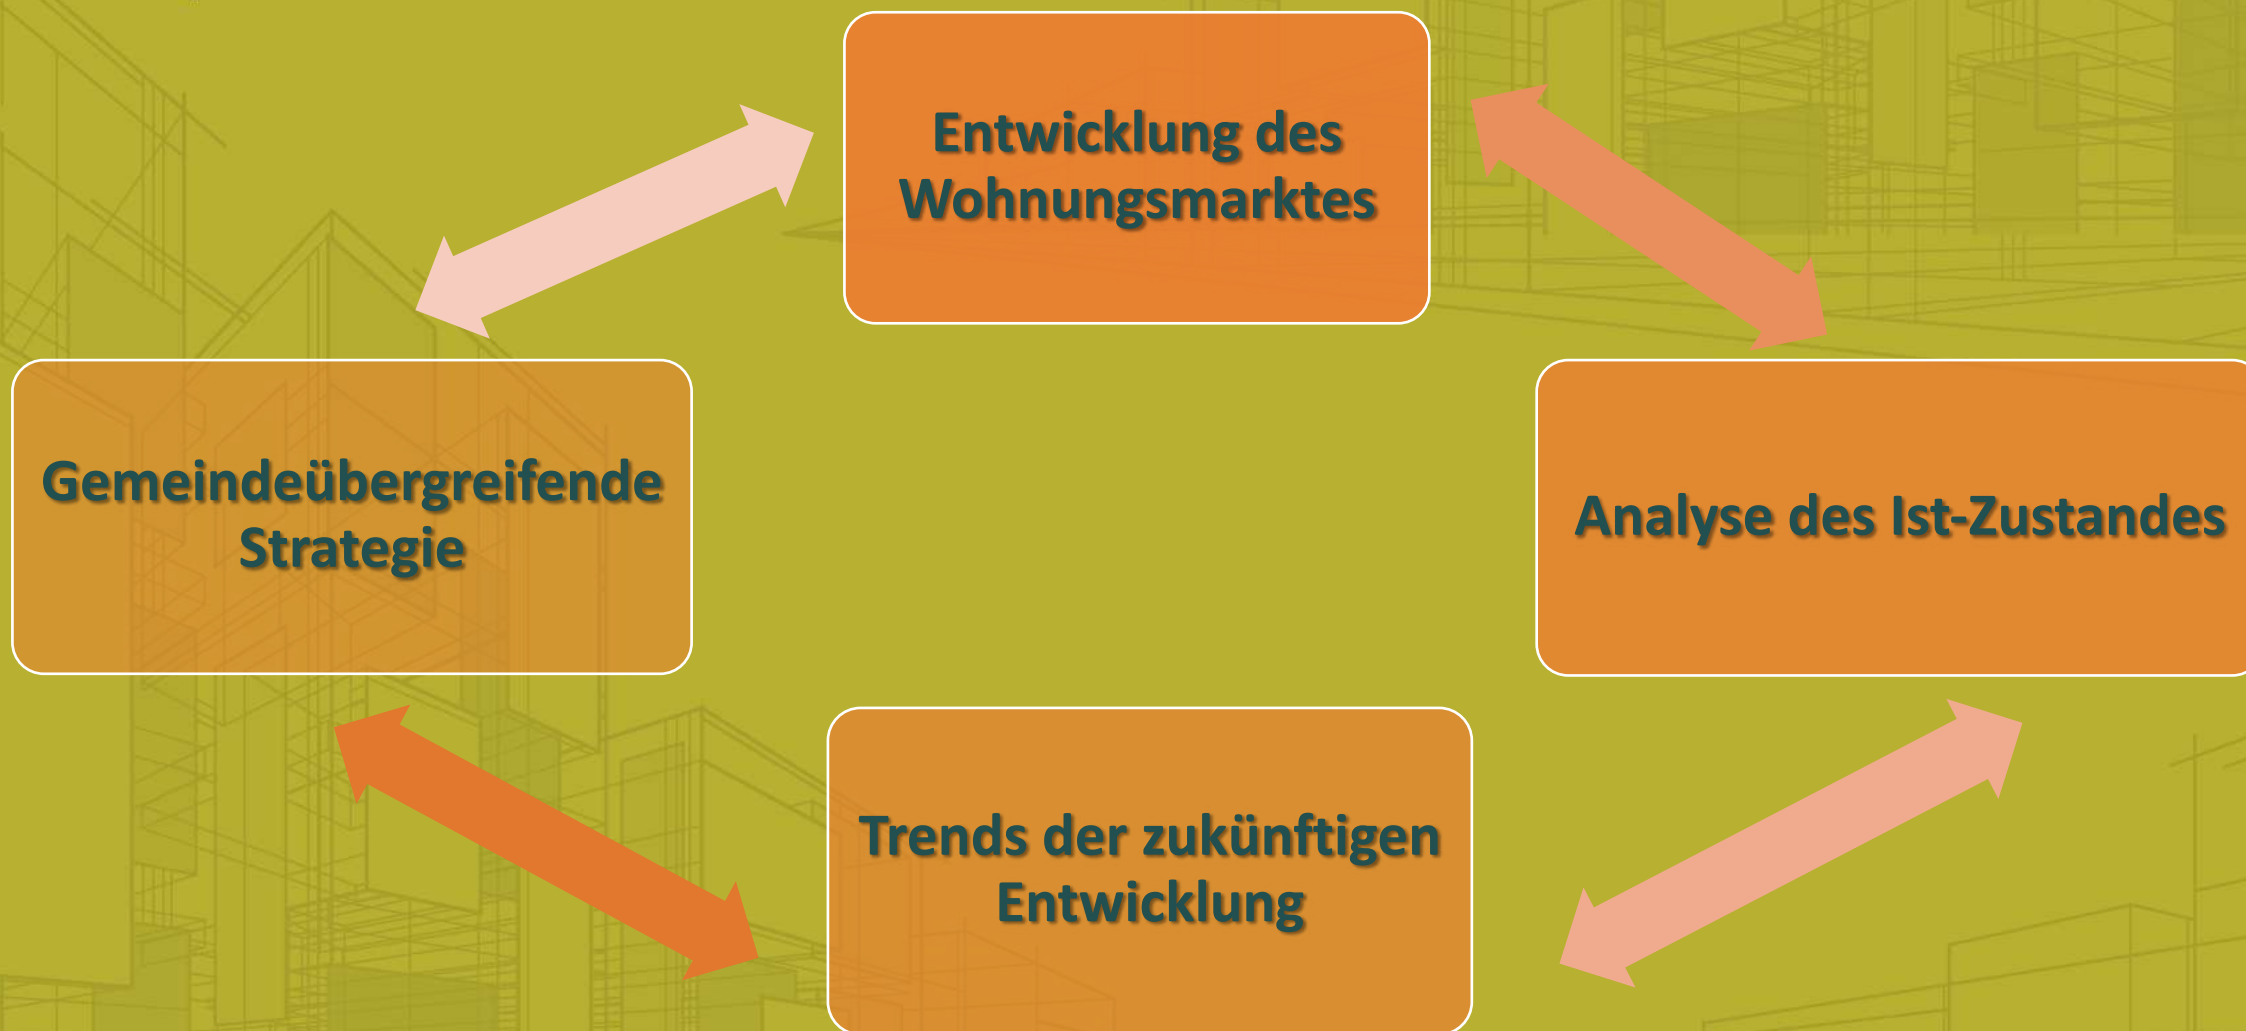 Entwicklung des
Wohnungsmarktes
Gemeindeübergreifende
Strategie
Analyse des Ist-Zustandes
Trends der zukünftigen
Entwicklung